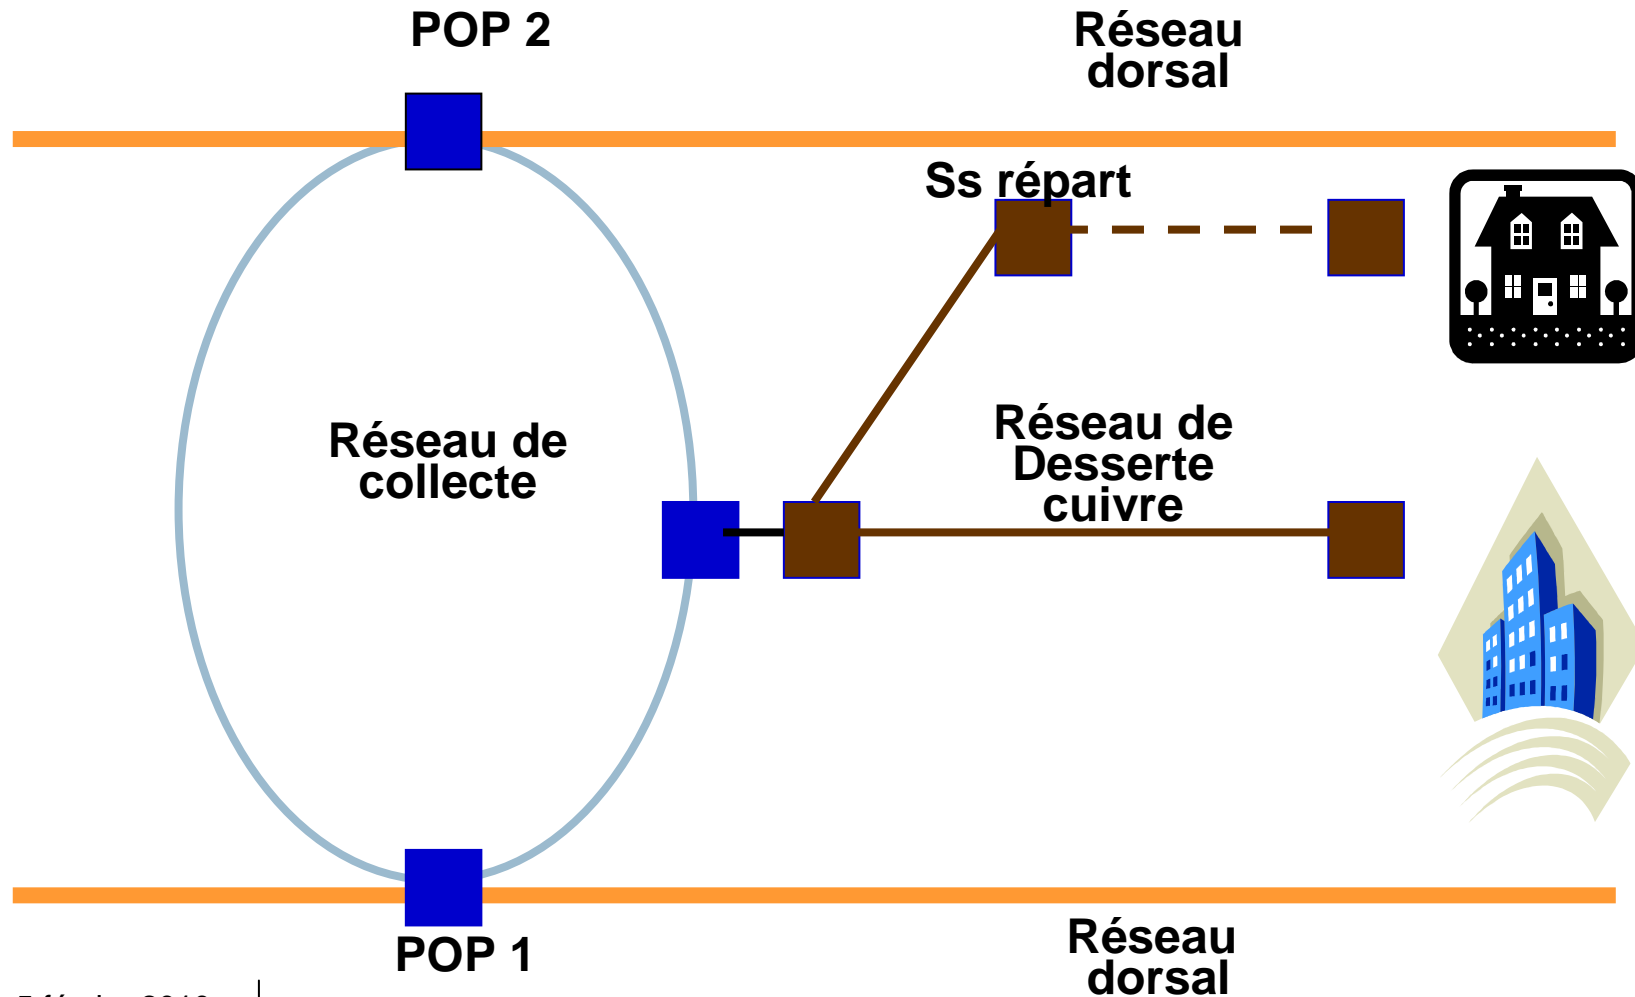 POP 2
Réseau
dorsal
Ss répart
Réseau de
collecte
Réseau de
Desserte
cuivre
POP 1
Réseau
dorsal